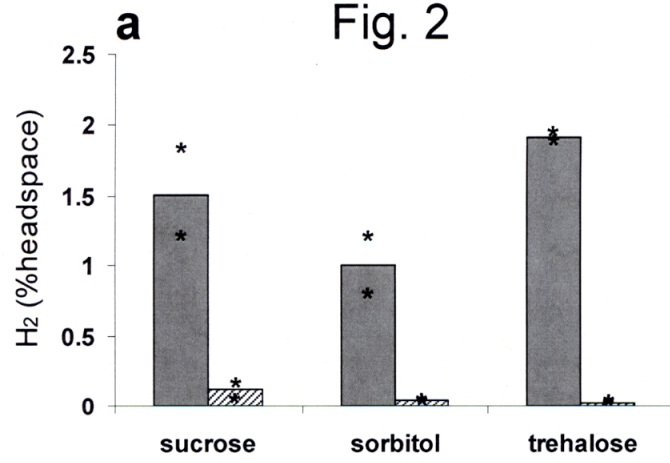 a
Fig. 2
2.5
2
1.5
1
0.5
0
H2 (%headspace)
sucrose
sorbitol
trehalose